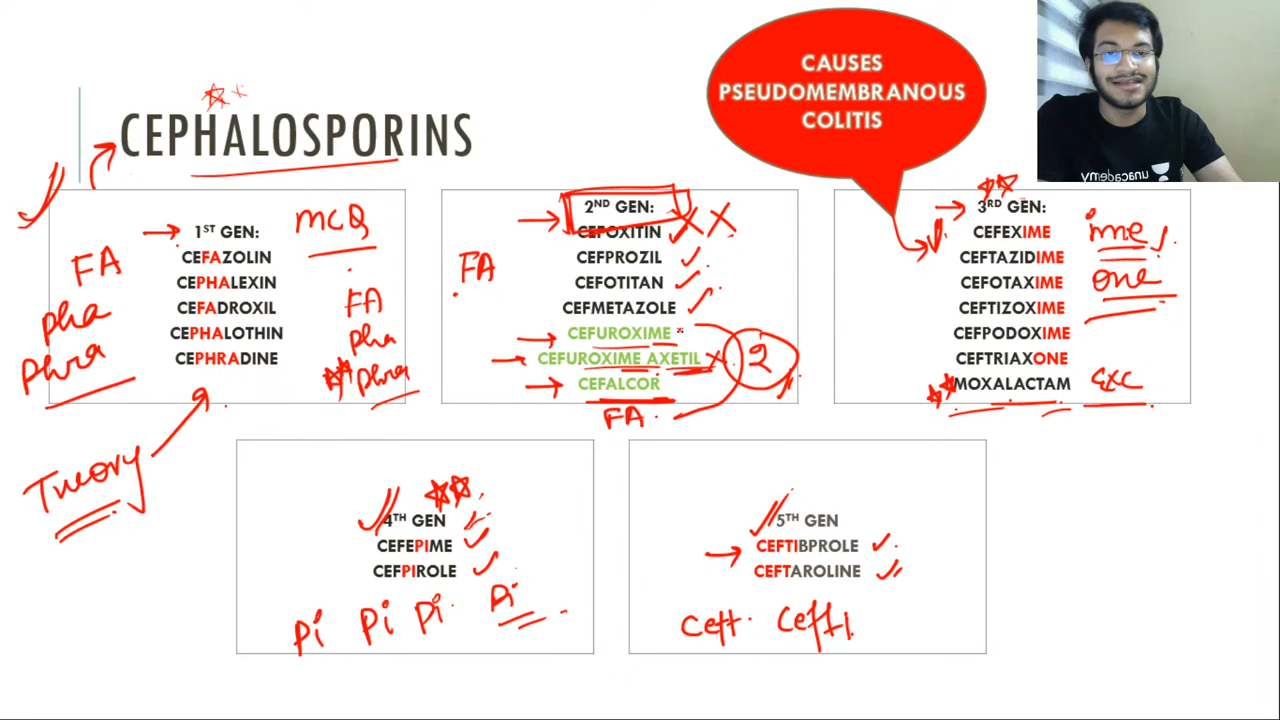 CAUSES
PSEUDOMEMBRANOUS
COLITIS
unacademy
CEPHALOSPORINS
1ST GEN:
CEFAZOLIN
CEPHALEXIN
CEFADROXIL
CEPHALOTHIN
CEPHRADINE
MCQ
FA
pha
phra
FA
pha
phra
Theory
2ND GEN:
CEFOXITIN
CEFPROZIL
CEFOTITAN
CEFMETAZOLE
CEFUROXIME
CEFUROXIME AXETIL
CEFALCOR
FA
FA
2
3RD GEN:
CEFEXIME
CEFTAZIDIME
CEFOTAXIME
CEFTIZOXIME
CEFPODOXIME
CEFTRIAXONE
MOXALACTAM
ime
one
exc
4TH GEN
CEFEPIME
CEFPIROLE
Pi Pi Pi Pi
5TH GEN
CEFTIBPROLE
CEFTAROLINE
Ceft. Cefti